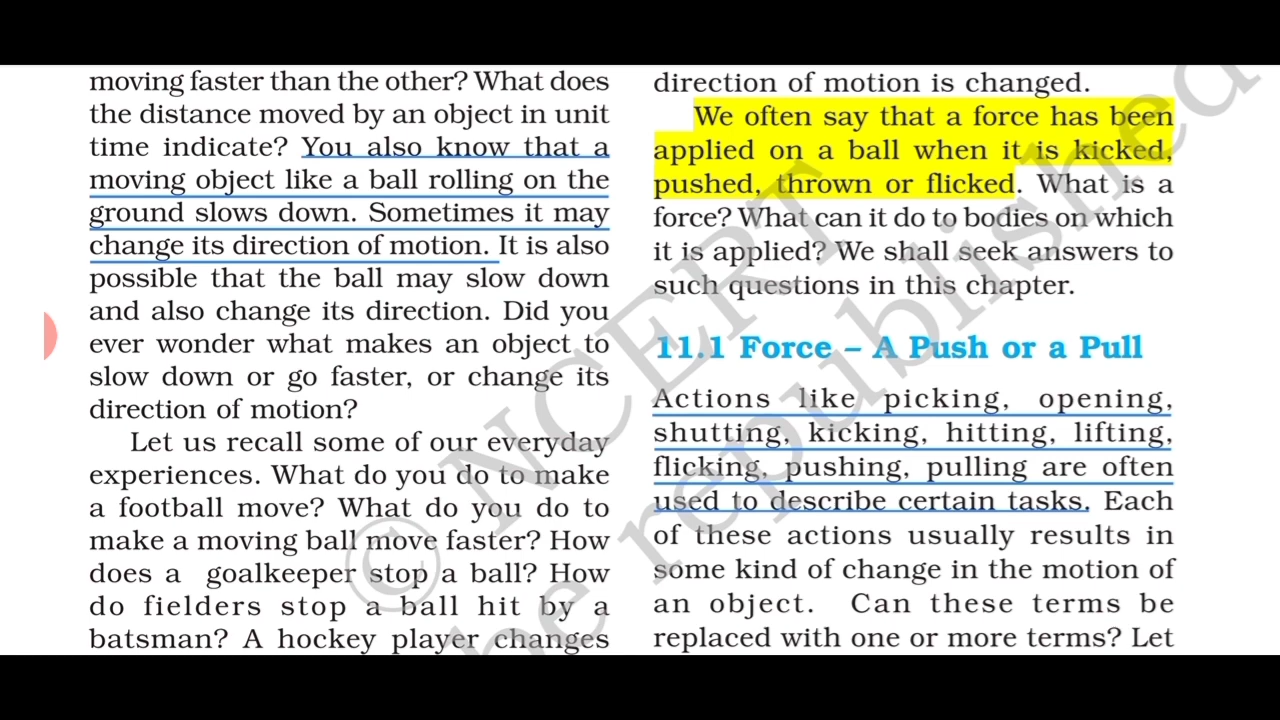 moving faster than the other? What does
the distance moved by an object in unit
time indicate? You also know that a
moving object like a ball rolling on the
ground slows down. Sometimes it may
change its direction of motion. It is also
possible that the ball may slow down
and also change its direction. Did you
ever wonder what makes an object to
slow down or go faster, or change its
direction of motion?
Let us recall some of our everyday
experiences. What do you do to make
a football move? What do you do to
make a moving ball move faster? How
does a goalkeeper stop a ball? How
do fielders stop a ball hit by a
batsman? A hockey player changes
direction of motion is changed.
We often say that a force has been
applied on a ball when it is kicked,
pushed, thrown or flicked. What is a
force? What can it do to bodies on which
it is applied? We shall seek answers to
such questions in this chapter.
11.1 Force – A Push or a Pull
Actions like picking, opening,
shutting, kicking, hitting, lifting,
flicking, pushing, pulling are often
used to describe certain tasks. Each
of these actions usually results in
some kind of change in the motion of
an object. Can these terms be
replaced with one or more terms? Let
© NCERT
be republished